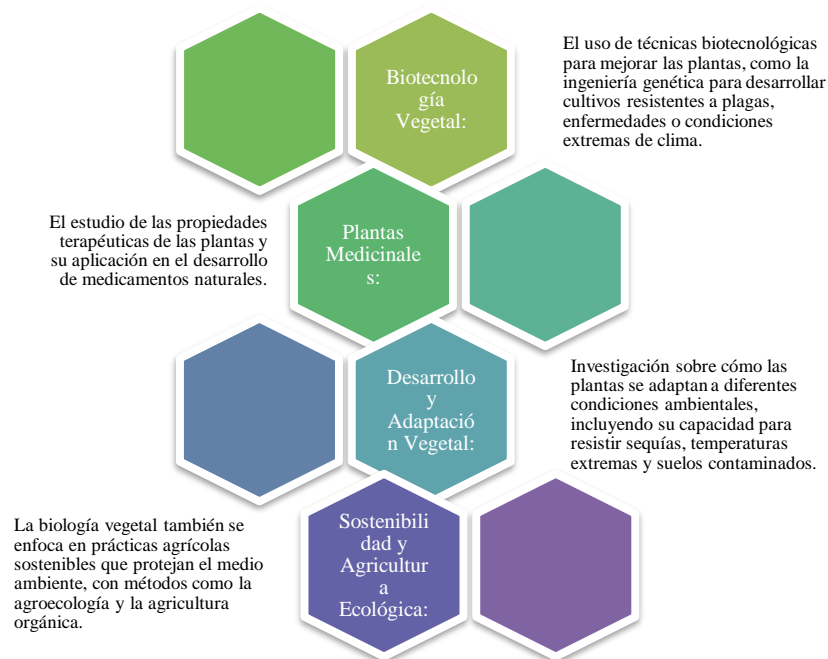 Biotecnolo
gía
Vegetal:
El uso de técnicas biotecnológicas
para mejorar las plantas, como la
ingeniería genética para desarrollar
cultivos resistentes a plagas,
enfermedades o condiciones
extremas de clima.
Plantas
Medicinale
s:
El estudio de las propiedades
terapéuticas de las plantas y
su aplicación en el desarrollo
de medicamentos naturales.
Desarrollo
y
Adaptació
n Vegetal:
Investigación sobre cómo las
plantas se adaptan a diferentes
condiciones ambientales,
incluyendo su capacidad para
resistir sequías, temperaturas
extremas y suelos contaminados.
Sostenibili
dad y
Agricultur
a
Ecológica:
La biología vegetal también se
enfoca en prácticas agrícolas
sostenibles que protejan el medio
ambiente, con métodos como la
agroecología y la agricultura
orgánica.